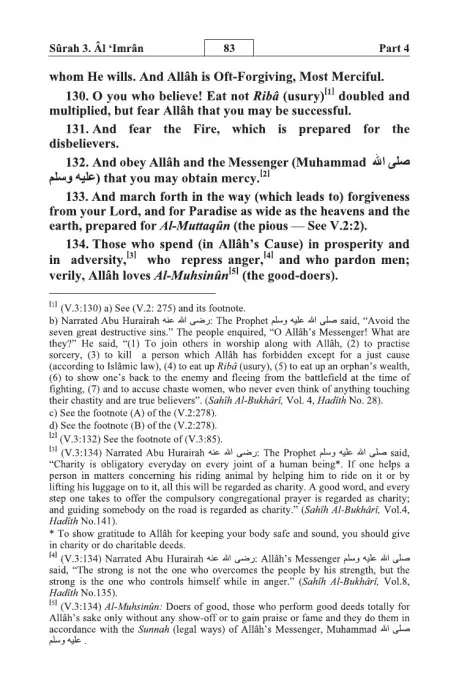 Sûrah 3. Âl ‘Imrân 83 Part 4
whom He wills. And Allâh is Oft-Forgiving, Most Merciful.
130. O you who believe! Eat not Ribâ (usury)[1] doubled and
multiplied, but fear Allâh that you may be successful.
131. And fear the Fire, which is prepared for the
disbelievers.
132. And obey Allâh and the Messenger (Muhammad صلى الله
عليه وسلم) that you may obtain mercy.[2]
133. And march forth in the way (which leads to) forgiveness
from your Lord, and for Paradise as wide as the heavens and the
earth, prepared for Al-Muttaqûn (the pious — See V.2:2).
134. Those who spend (in Allâh’s Cause) in prosperity and
in adversity,[3] who repress anger,[4] and who pardon men;
verily, Allâh loves Al-Muhsinûn[5] (the good-doers).
[1] (V.3:130) a) See (V.2: 275) and its footnote.
b) Narrated Abu Hurairah رضى الله عنه: The Prophet صلى الله عليه وسلم said, “Avoid the
seven great destructive sins.” The people enquired, “O Allâh’s Messenger! What are
they?” He said, “(1) To join others in worship along with Allâh, (2) to practise
sorcery, (3) to kill a person which Allâh has forbidden except for a just cause
(according to Islâmic law), (4) to eat up Ribâ (usury), (5) to eat up an orphan’s wealth,
(6) to show one’s back to the enemy and fleeing from the battlefield at the time of
fighting, (7) and to accuse chaste women, who never even think of anything touching
their chastity and are true believers”. (Sahîh Al-Bukhârî, Vol. 4, Hadîth No. 28).
c) See the footnote (A) of the (V.2:278).
d) See the footnote (B) of the (V.2:278).
[2] (V.3:132) See the footnote of (V.3:85).
[3] (V.3:134) Narrated Abu Hurairah رضى الله عنه: The Prophet صلى الله عليه وسلم said,
“Charity is obligatory everyday on every joint of a human being*. If one helps a
person in matters concerning his riding animal by helping him to ride on it or by
lifting his luggage on to it, all this will be regarded as charity. A good word, and every
step one takes to offer the compulsory congregational prayer is regarded as charity;
and guiding somebody on the road is regarded as charity.” (Sahîh Al-Bukhârî, Vol.4,
Hadîth No.141).
* To show gratitude to Allâh for keeping your body safe and sound, you should give
in charity or do charitable deeds.
[4] (V.3:134) Narrated Abu Hurairah رضى الله عنه: Allâh’s Messenger صلى الله عليه وسلم
said, “The strong is not the one who overcomes the people by his strength, but the
strong is the one who controls himself while in anger.” (Sahîh Al-Bukhârî, Vol.8,
Hadîth No.135).
[5] (V.3:134) Al-Muhsinûn: Doers of good, those who perform good deeds totally for
Allâh’s sake only without any show-off or to gain praise or fame and they do them in
accordance with the Sunnah (legal ways) of Allâh’s Messenger, Muhammad صلى الله
عليه وسلم .